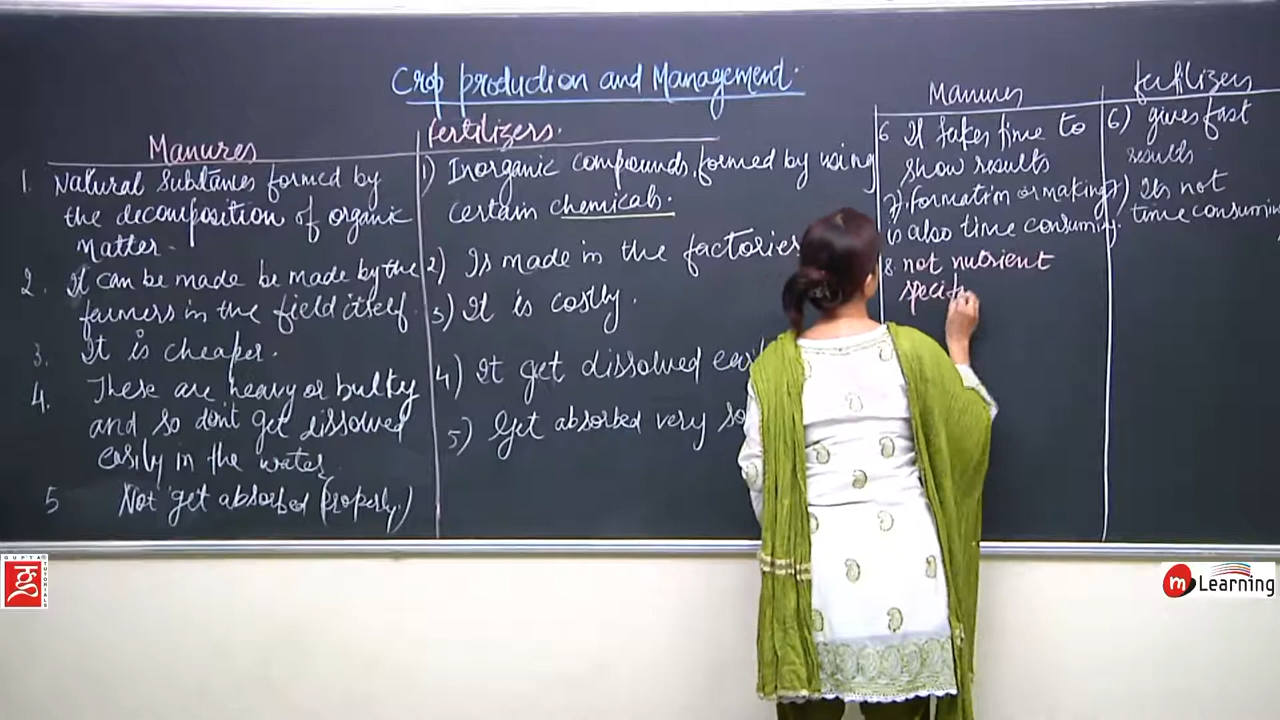 Crop production and Management.
Manures
fertilizers.
1. Natural Substances formed by
the decomposition of organic
Matter.
2. It can be made be made by the
farmers in the field itself.
3. It is cheaper.
4. These are heavy or bulky
and so don't get dissolved
easily in the water.
5 Not get absorbed (properly.)
1) Inorganic compounds formed by using
certain chemicals.
2) Is made in the factories
3) It is costly.
4) It get dissolved
5) Get absorbed very
Manures
fertilizers
6 It takes time to
show results
7. Formation or making
is also time consuming.
8. not nutrient
6) gives fast
results
7) Its not
time consuming
GUPTA
TUTORIALS
m Learning